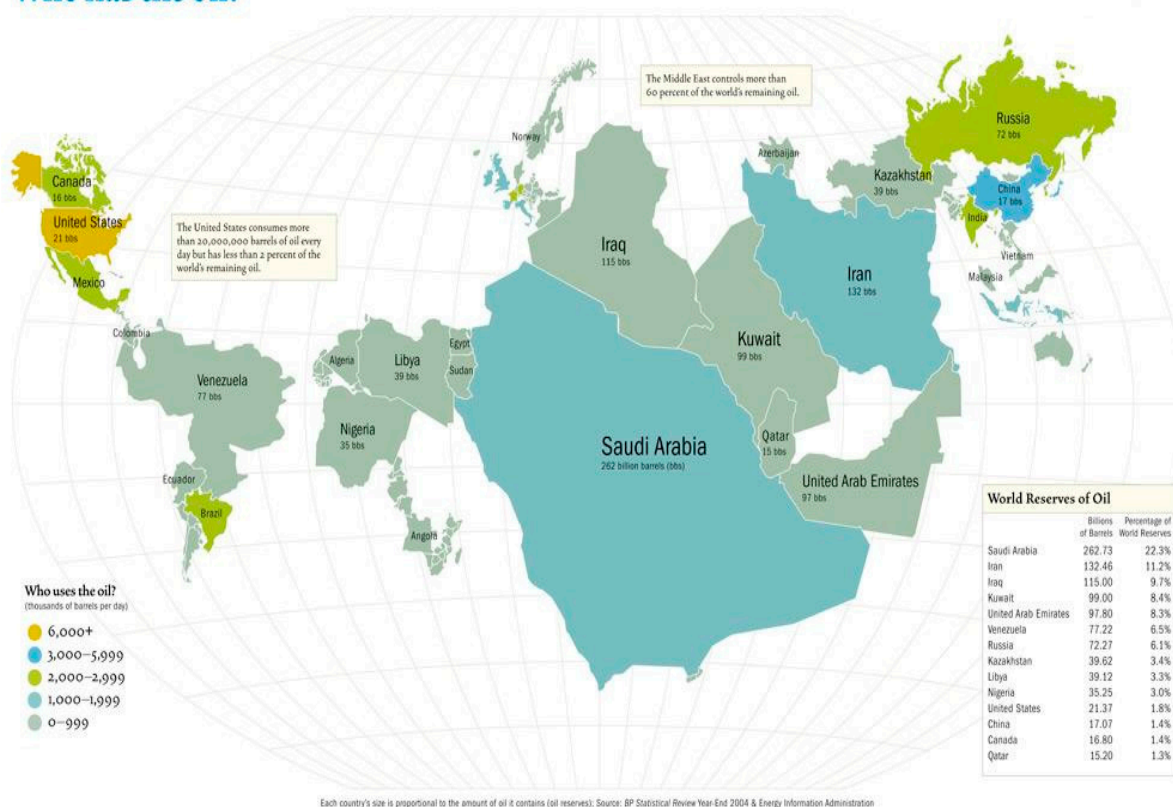 The Middle East controls more than
60 percent of the world's remaining oil.
Norway
Russia
72 bbs
Azerbaijan
Kazakhstan
39 bbs
Canada
16 bbs
United States
21 bbs
China
17 bbs
India
The United States consumes more
than 20,000,000 barrels of oil every
day but has less than 2 percent of the
world's remaining oil.
Iraq
115 bbs
Iran
132 bbs
Vietnam
Malaysia
Mexico
Colombia
Venezuela
77 bbs
Algeria
Libya
39 bbs
Egypt
Sudan
Kuwait
99 bbs
Nigeria
35 bbs
Saudi Arabia
262 billion barrels (bbs)
Qatar
15 bbs
United Arab Emirates
97 bbs
Ecuador
Brazil
Angola
Who uses the oil?
(thousands of barrels per day)
6,000+
3,000–5,999
2,000–2,999
1,000–1,999
0–999
World Reserves of Oil
Billions of Barrels Percentage of World Reserves
Saudi Arabia 262.73 22.3%
Iran 132.46 11.2%
Iraq 115.00 9.7%
Kuwait 99.00 8.4%
United Arab Emirates 97.80 8.3%
Venezuela 77.22 6.5%
Russia 72.27 6.1%
Kazakhstan 39.62 3.4%
Libya 39.12 3.3%
Nigeria 35.25 3.0%
United States 21.37 1.8%
China 17.07 1.4%
Canada 16.80 1.4%
Qatar 15.20 1.3%
Each country's size is proportional to the amount of oil it contains (oil reserves); Source: BP Statistical Review Year-End 2004 & Energy Information Administration